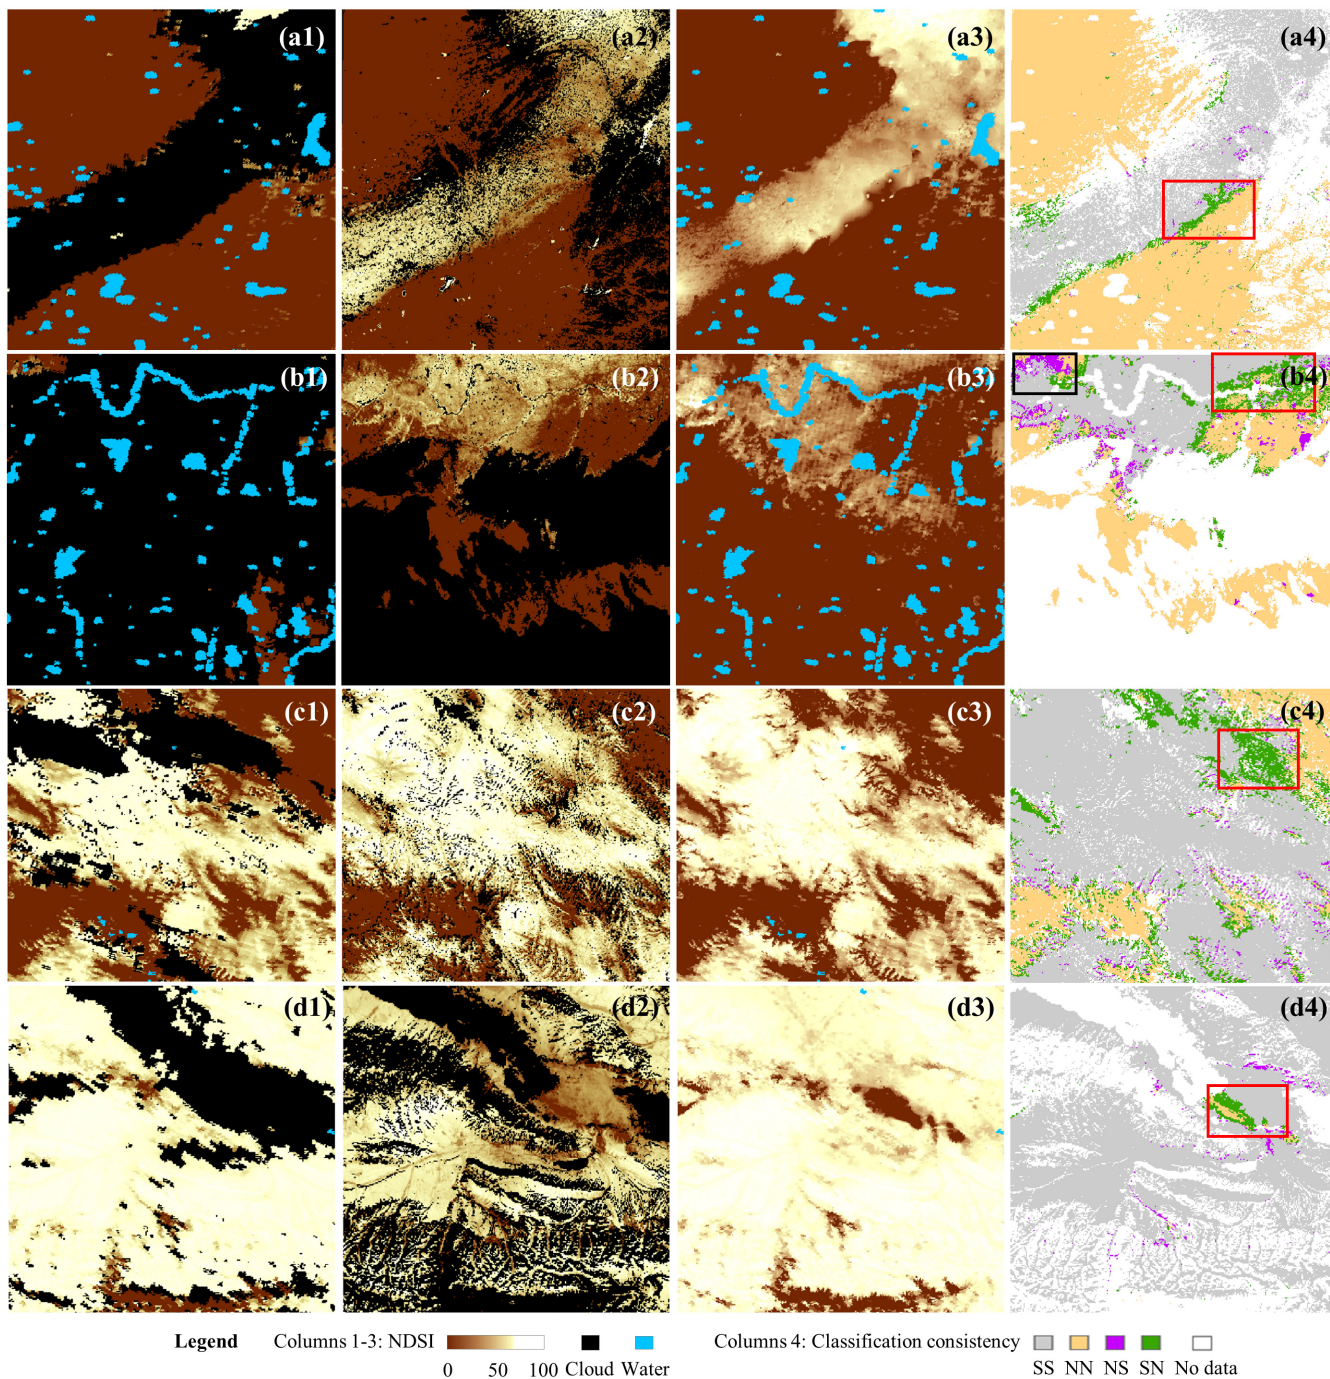 (a1) (a2) (a3) (a4)
(b1) (b2) (b3) (b4)
(c1) (c2) (c3) (c4)
(d1) (d2) (d3) (d4)
Legend Columns 1-3: NDSI Columns 4: Classification consistency
0 50 100 Cloud Water SS NN NS SN No data